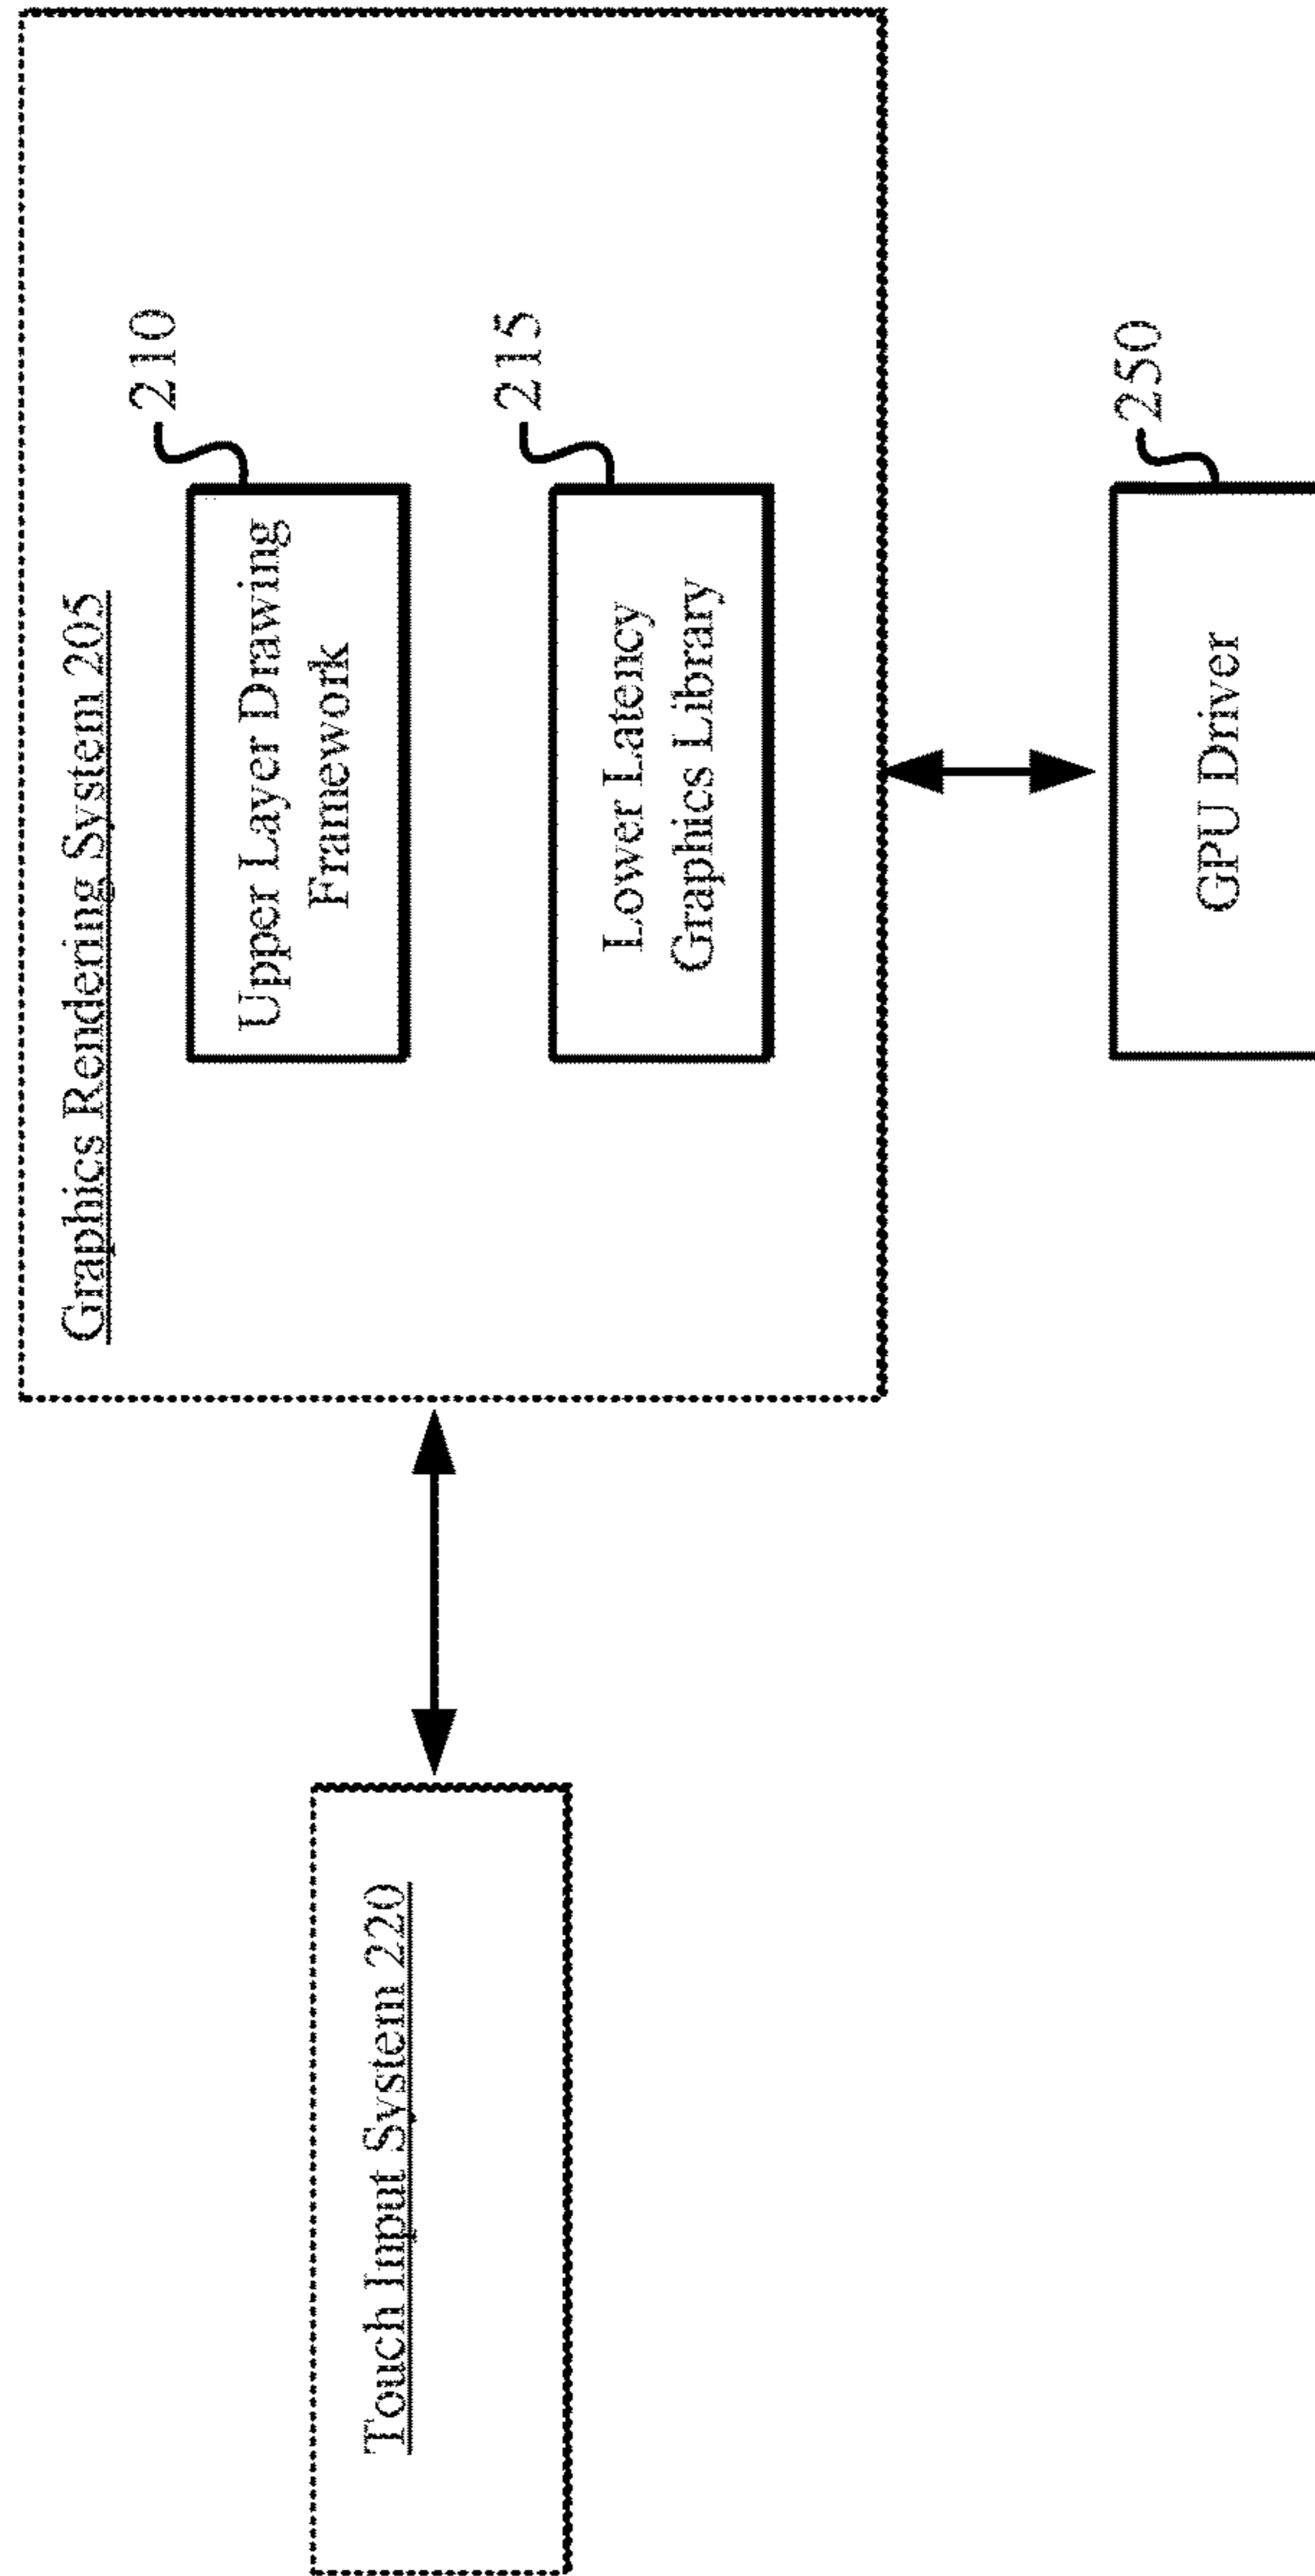 Graphics Rendering System 205
210
Upper Layer Drawing
Framework
215
Lower Latency
Graphics Library
Touch Input System 220
250
GPU Driver